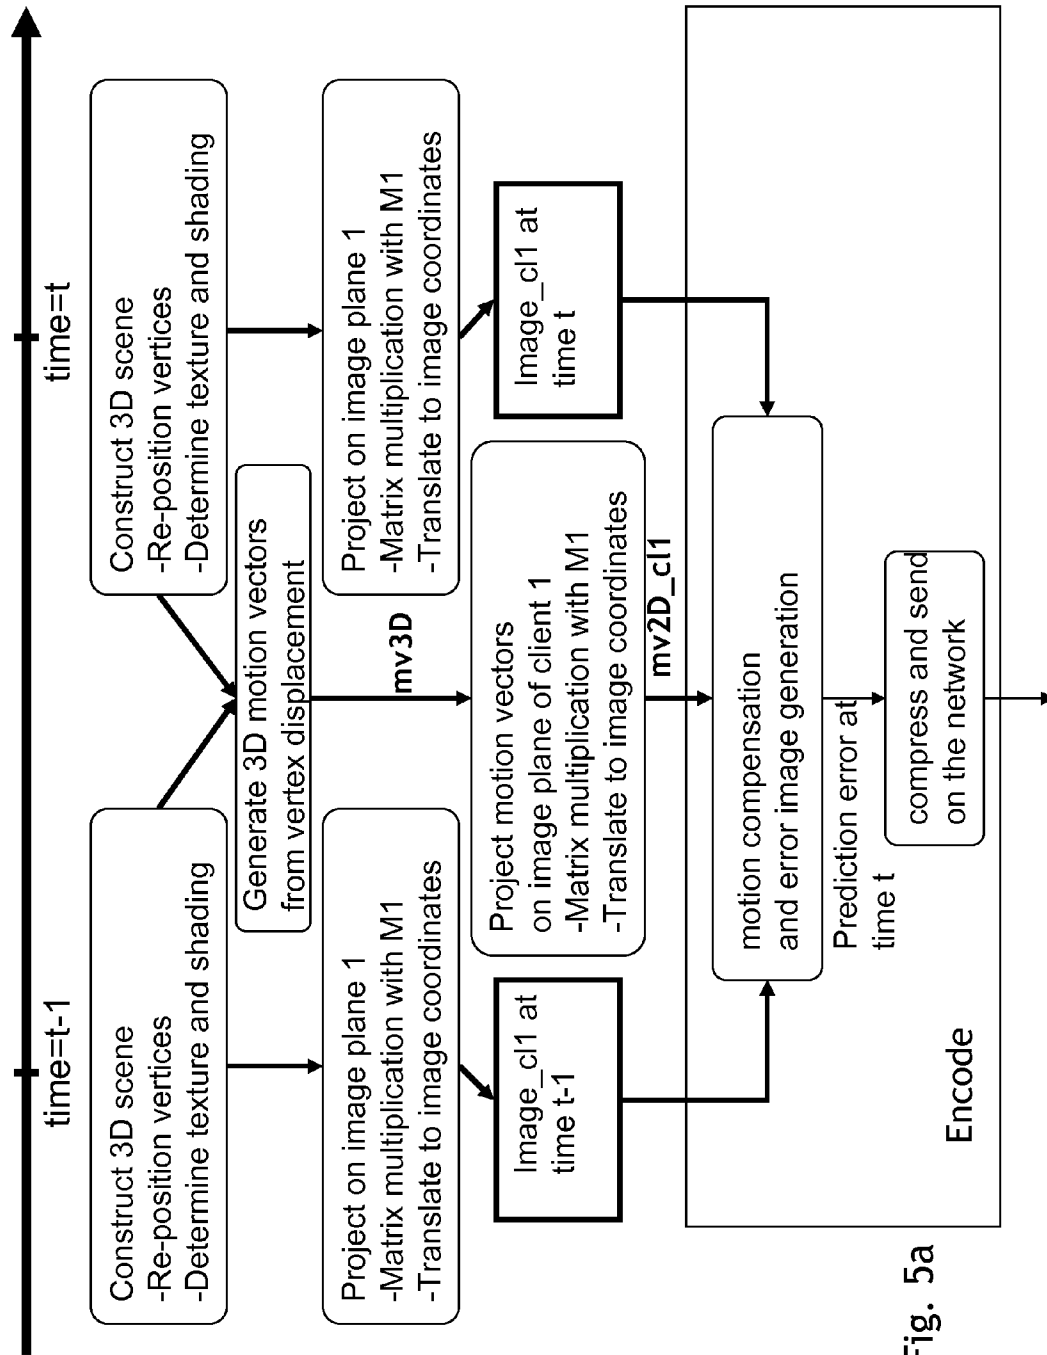 time=t-1
time=t
Construct 3D scene
-Re-position vertices
-Determine texture and shading
Construct 3D scene
-Re-position vertices
-Determine texture and shading
Generate 3D motion vectors
from vertex displacement
Project on image plane 1
-Matrix multiplication with M1
-Translate to image coordinates
mv3D
Project on image plane 1
-Matrix multiplication with M1
-Translate to image coordinates
Image_cl1 at
time t-1
Project motion vectors
on image plane of client 1
-Matrix multiplication with M1
-Translate to image coordinates
Image_cl1 at
time t
mv2D_cl1
motion compensation
and error image generation
Prediction error at
time t
compress and send
on the network
Encode
Fig. 5a